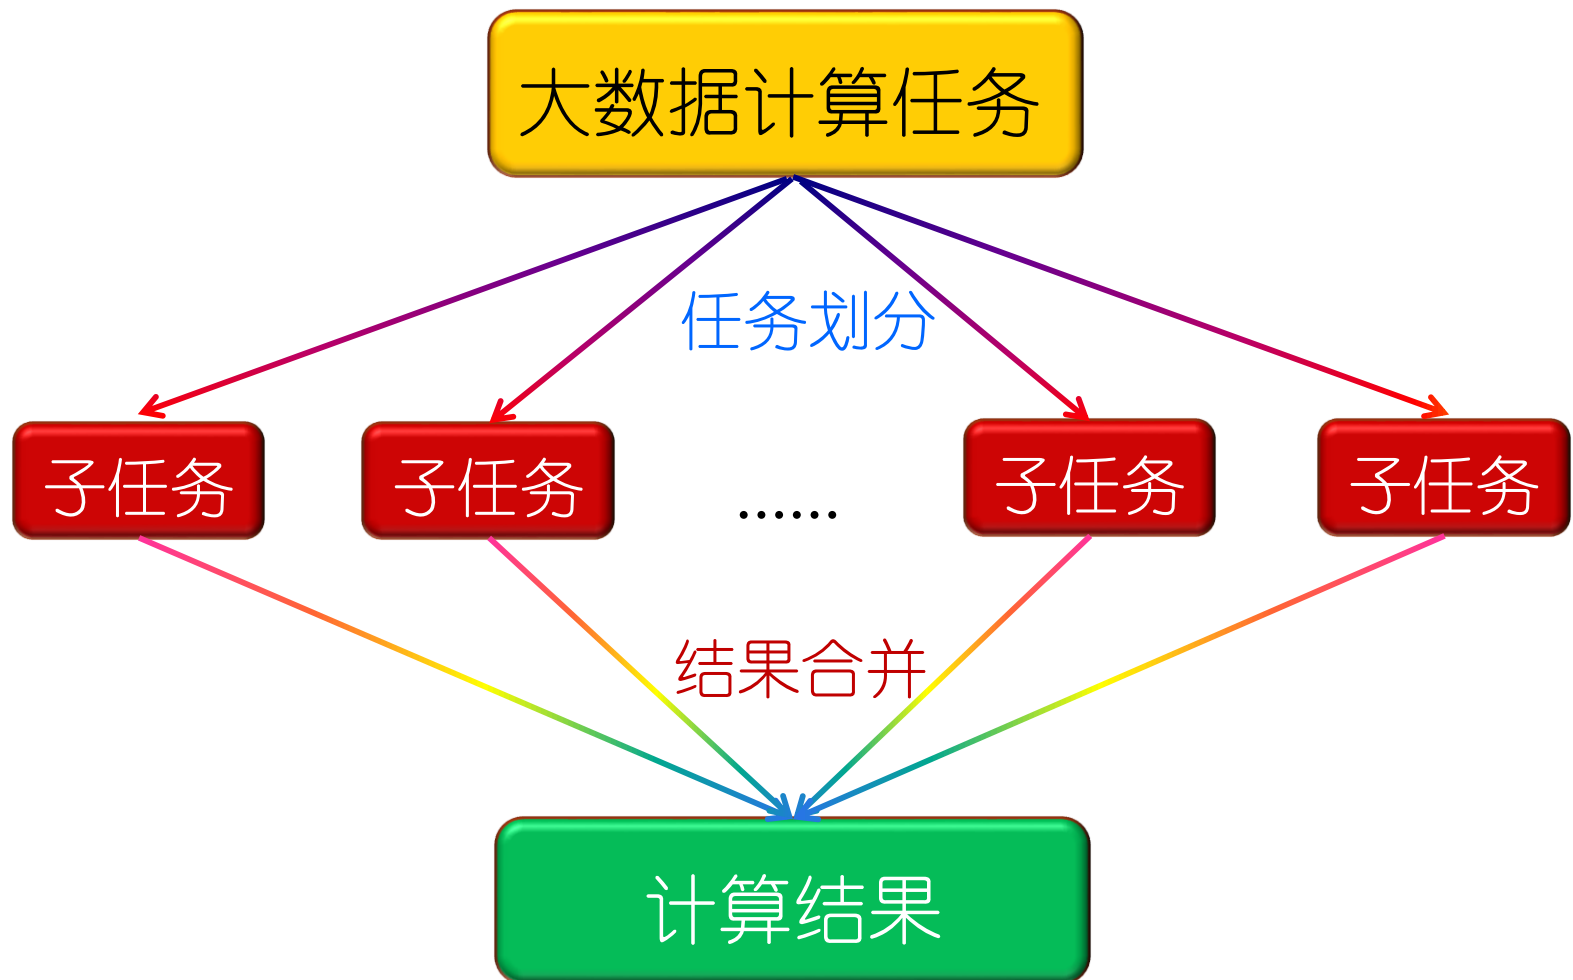 大数据计算任务
任务划分
子任务
子任务
......
子任务
子任务
结果合并
计算结果